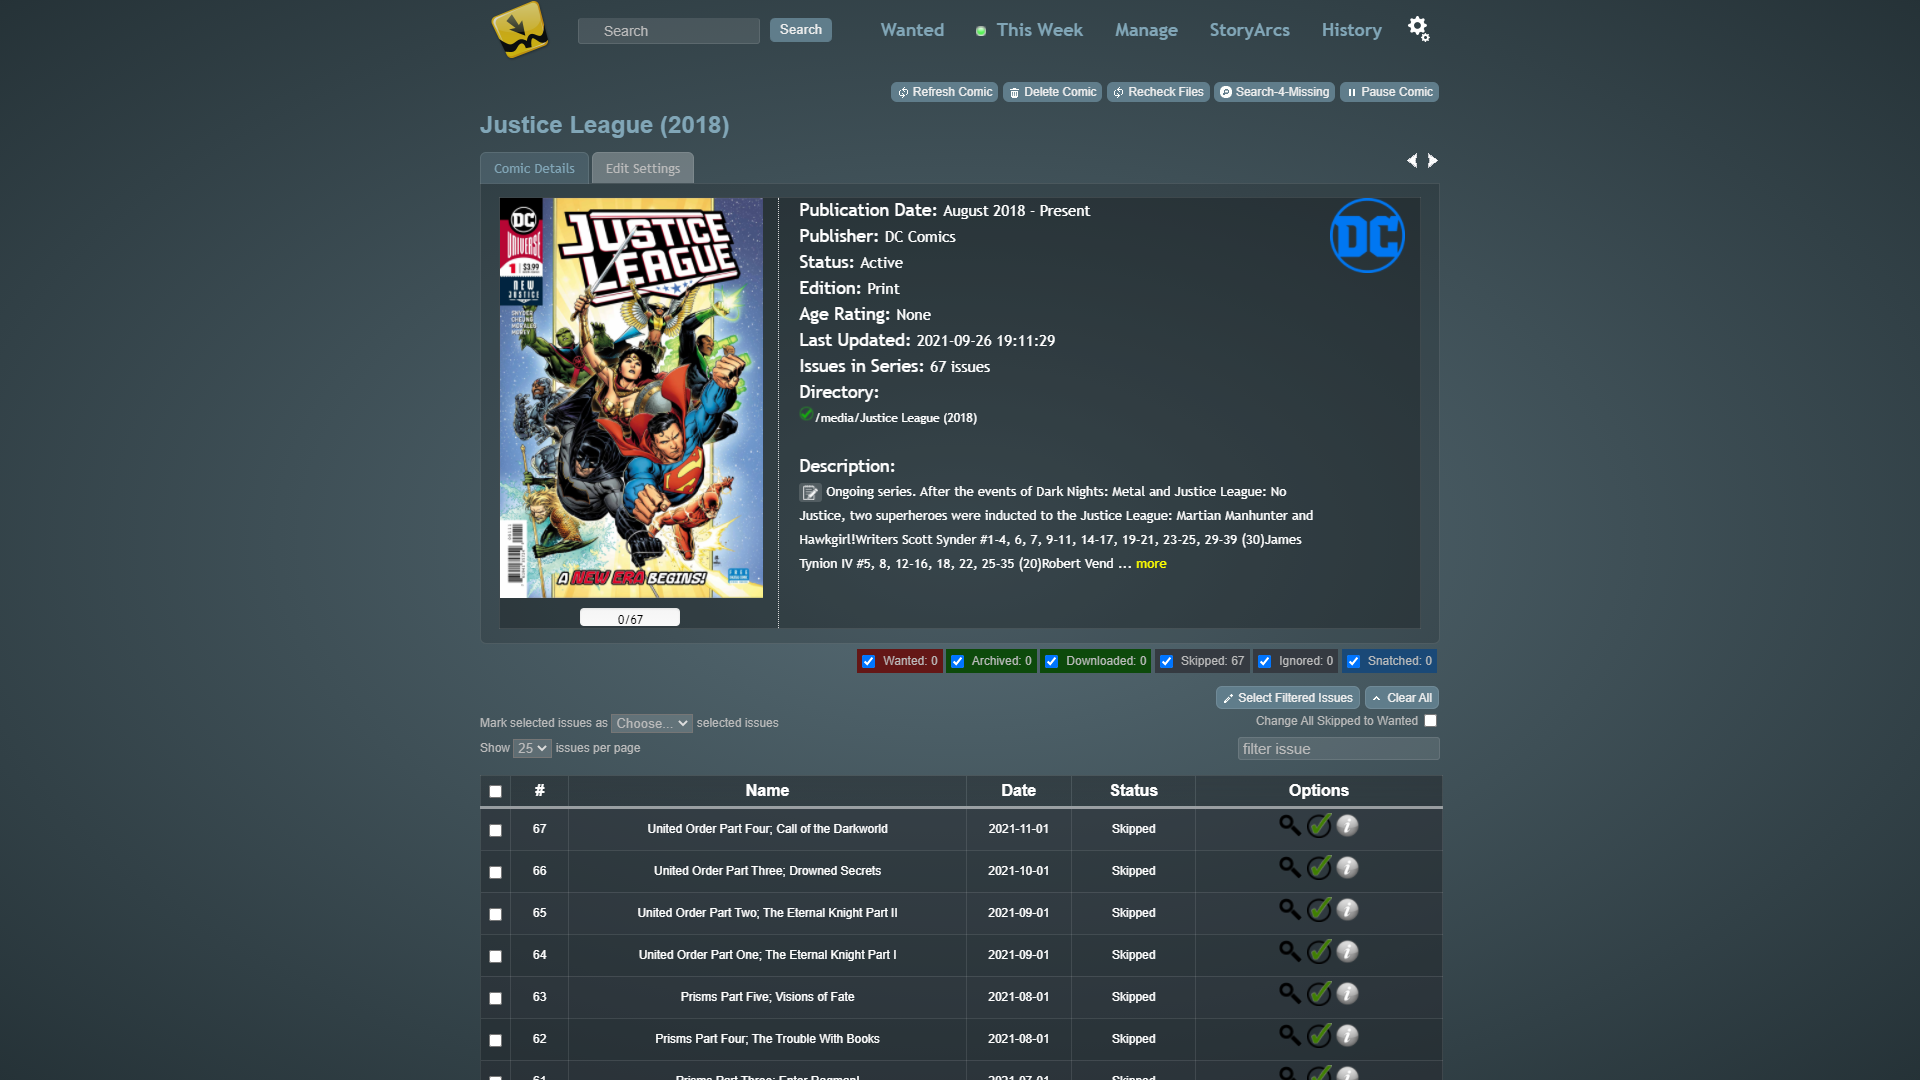 Search
Search
Wanted
This Week
Manage
StoryArcs
History
Refresh Comic
Delete Comic
Recheck Files
Search-4-Missing
Pause Comic
Justice League (2018)
Comic Details
Edit Settings
DC
UNIVERSE
1 $3.99
NEW
JUSTICE
SNYDER
CHEUNG
MORALES
MOREY
JUSTICE
LEAGUE
A NEW ERA BEGINS!
0/67
Publication Date: August 2018 - Present
Publisher: DC Comics
Status: Active
Edition: Print
Age Rating: None
Last Updated: 2021-09-26 19:11:29
Issues in Series: 67 issues
Directory:
/media/Justice League (2018)
Description:
Ongoing series. After the events of Dark Nights: Metal and Justice League: No
Justice, two superheroes were inducted to the Justice League: Martian Manhunter and
Hawkgirl!Writers Scott Synder #1-4, 6, 7, 9-11, 14-17, 19-21, 23-25, 29-39 (30)James
Tynion IV #5, 8, 12-16, 18, 22, 25-35 (20)Robert Vend ... more
DC
Wanted: 0
Archived: 0
Downloaded: 0
Skipped: 67
Ignored: 0
Snatched: 0
Select Filtered Issues
Clear All
Mark selected issues as Choose... selected issues
Change All Skipped to Wanted
Show 25 issues per page
filter issue
# Name Date Status Options
67 United Order Part Four; Call of the Darkworld 2021-11-01 Skipped
66 United Order Part Three; Drowned Secrets 2021-10-01 Skipped
65 United Order Part Two; The Eternal Knight Part II 2021-09-01 Skipped
64 United Order Part One; The Eternal Knight Part I 2021-09-01 Skipped
63 Prisms Part Five; Visions of Fate 2021-08-01 Skipped
62 Prisms Part Four; The Trouble With Books 2021-08-01 Skipped
61 Prisms Part Three; Enter Ragman! 2021-07-01 Skipped